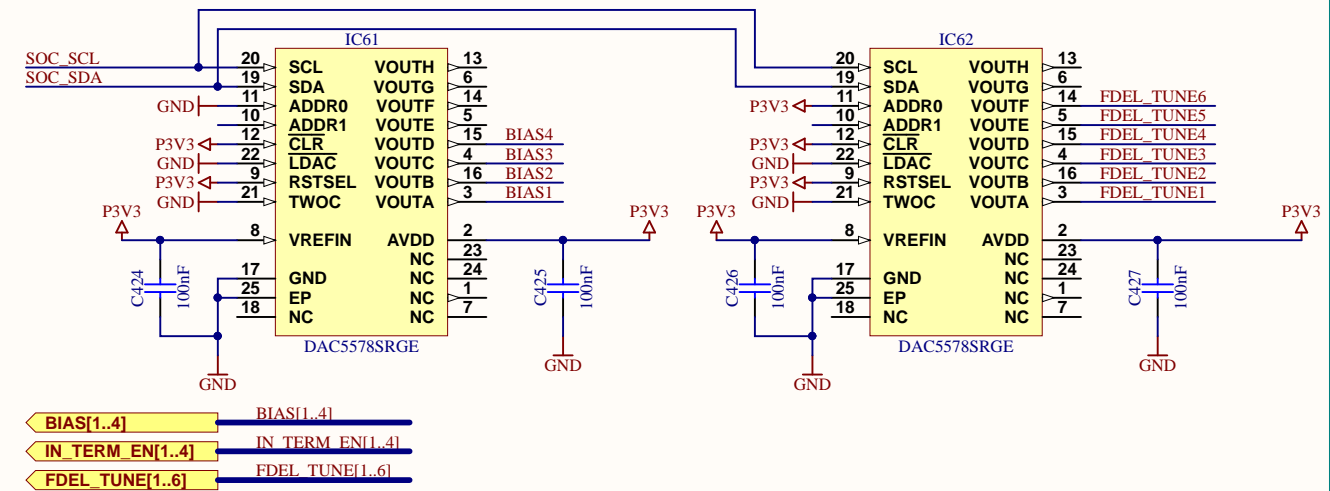 IC61
IC62
SOC_SCL
20 SCL VOUTH 13
20 SCL VOUTH 13
SOC_SDA
19 SDA VOUTG 6
19 SDA VOUTG 6
GND 11 ADDR0 VOUTF 14
P3V3 11 ADDR0 VOUTF 14 FDEL_TUNE6
10 ADDR1 VOUTE 5
10 ADDR1 VOUTE 5 FDEL_TUNE5
P3V3 12 CLR VOUTD 15 BIAS4
P3V3 12 CLR VOUTD 15 FDEL_TUNE4
GND 22 LDAC VOUTC 4 BIAS3
GND 22 LDAC VOUTC 4 FDEL_TUNE3
P3V3 9 RSTSEL VOUTB 16 BIAS2
P3V3 9 RSTSEL VOUTB 16 FDEL_TUNE2
GND 21 TWOC VOUTA 3 BIAS1
GND 21 TWOC VOUTA 3 FDEL_TUNE1
P3V3
P3V3
P3V3
P3V3
8 VREFIN AVDD 2
8 VREFIN AVDD 2
NC 23
NC 23
17 GND NC 24
17 GND NC 24
25 EP NC 1
25 EP NC 1
18 NC NC 7
18 NC NC 7
C424
100nF
C425
100nF
C426
100nF
C427
100nF
DAC5578SRGE
DAC5578SRGE
GND
GND
GND
GND
BIAS[1..4] BIAS[1..4]
IN_TERM_EN[1..4] IN_TERM_EN[1..4]
FDEL_TUNE[1..6] FDEL_TUNE[1..6]